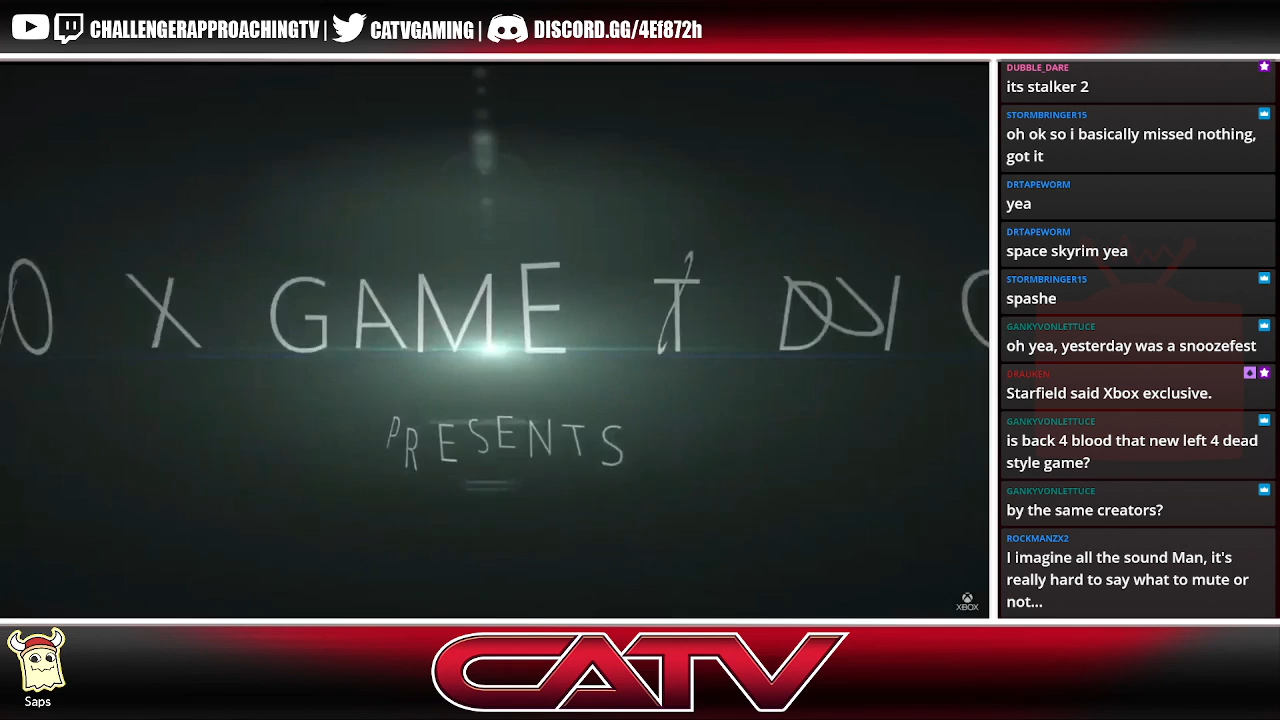 CHALLENGERAPPROACHINGTV | CATVGAMING | DISCORD.GG/4Ef872h
X GAME
PRESENTS
XBOX
DUBBLE_DARE
its stalker 2
STORMBRINGER15
oh ok so i basically missed nothing,
got it
DRTAPEWORM
yea
DRTAPEWORM
space skyrim yea
STORMBRINGER15
spashe
GANKYVONLETTUCE
oh yea, yesterday was a snoozefest
DRAUKEN
Starfield said Xbox exclusive.
GANKYVONLETTUCE
is back 4 blood that new left 4 dead
style game?
GANKYVONLETTUCE
by the same creators?
ROCKMANZX2
I imagine all the sound Man, it's
really hard to say what to mute or
not...
Saps
CATV